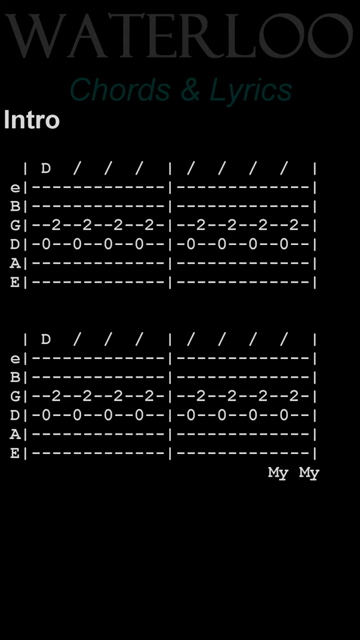 WATERLOO
Chords & Lyrics
Intro
| D / / / | / / / / |
e|-------------|-------------|
B|-------------|-------------|
G|--2--2--2--2-|--2--2--2--2-|
D|-0--0--0--0--|-0--0--0--0--|
A|-------------|-------------|
E|-------------|-------------|
| D / / / | / / / / |
e|-------------|-------------|
B|-------------|-------------|
G|--2--2--2--2-|--2--2--2--2-|
D|-0--0--0--0--|-0--0--0--0--|
A|-------------|-------------|
E|-------------|-------------|
My My